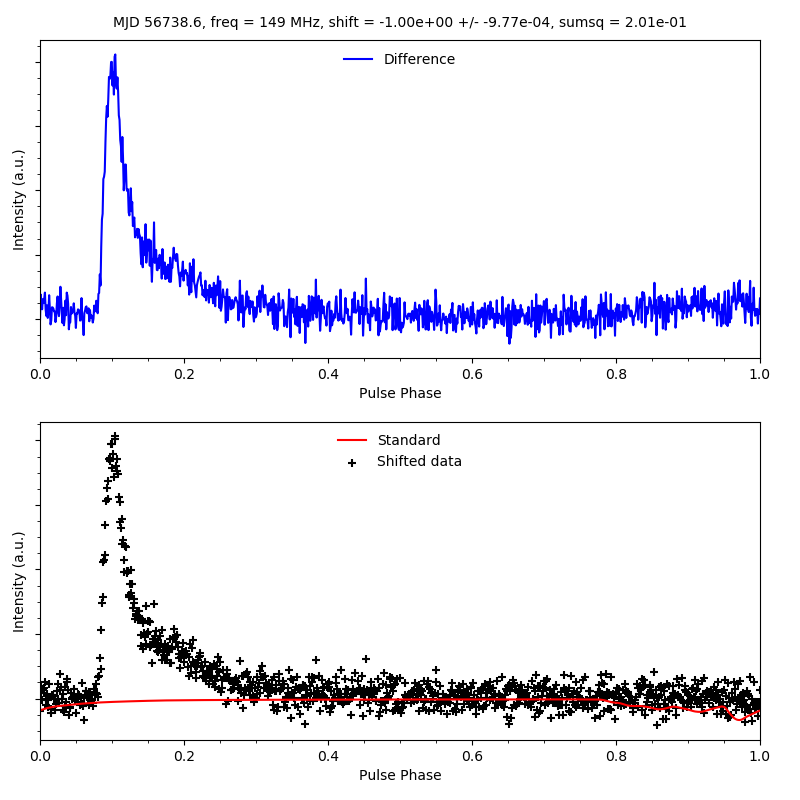 MJD 56738.6, freq = 149 MHz, shift = -1.00e+00 +/- -9.77e-04, sumsq = 2.01e-01
Difference
Intensity (a.u.)
0.0 0.2 0.4 0.6 0.8 1.0
Pulse Phase
Standard
Shifted data
Intensity (a.u.)
0.0 0.2 0.4 0.6 0.8 1.0
Pulse Phase